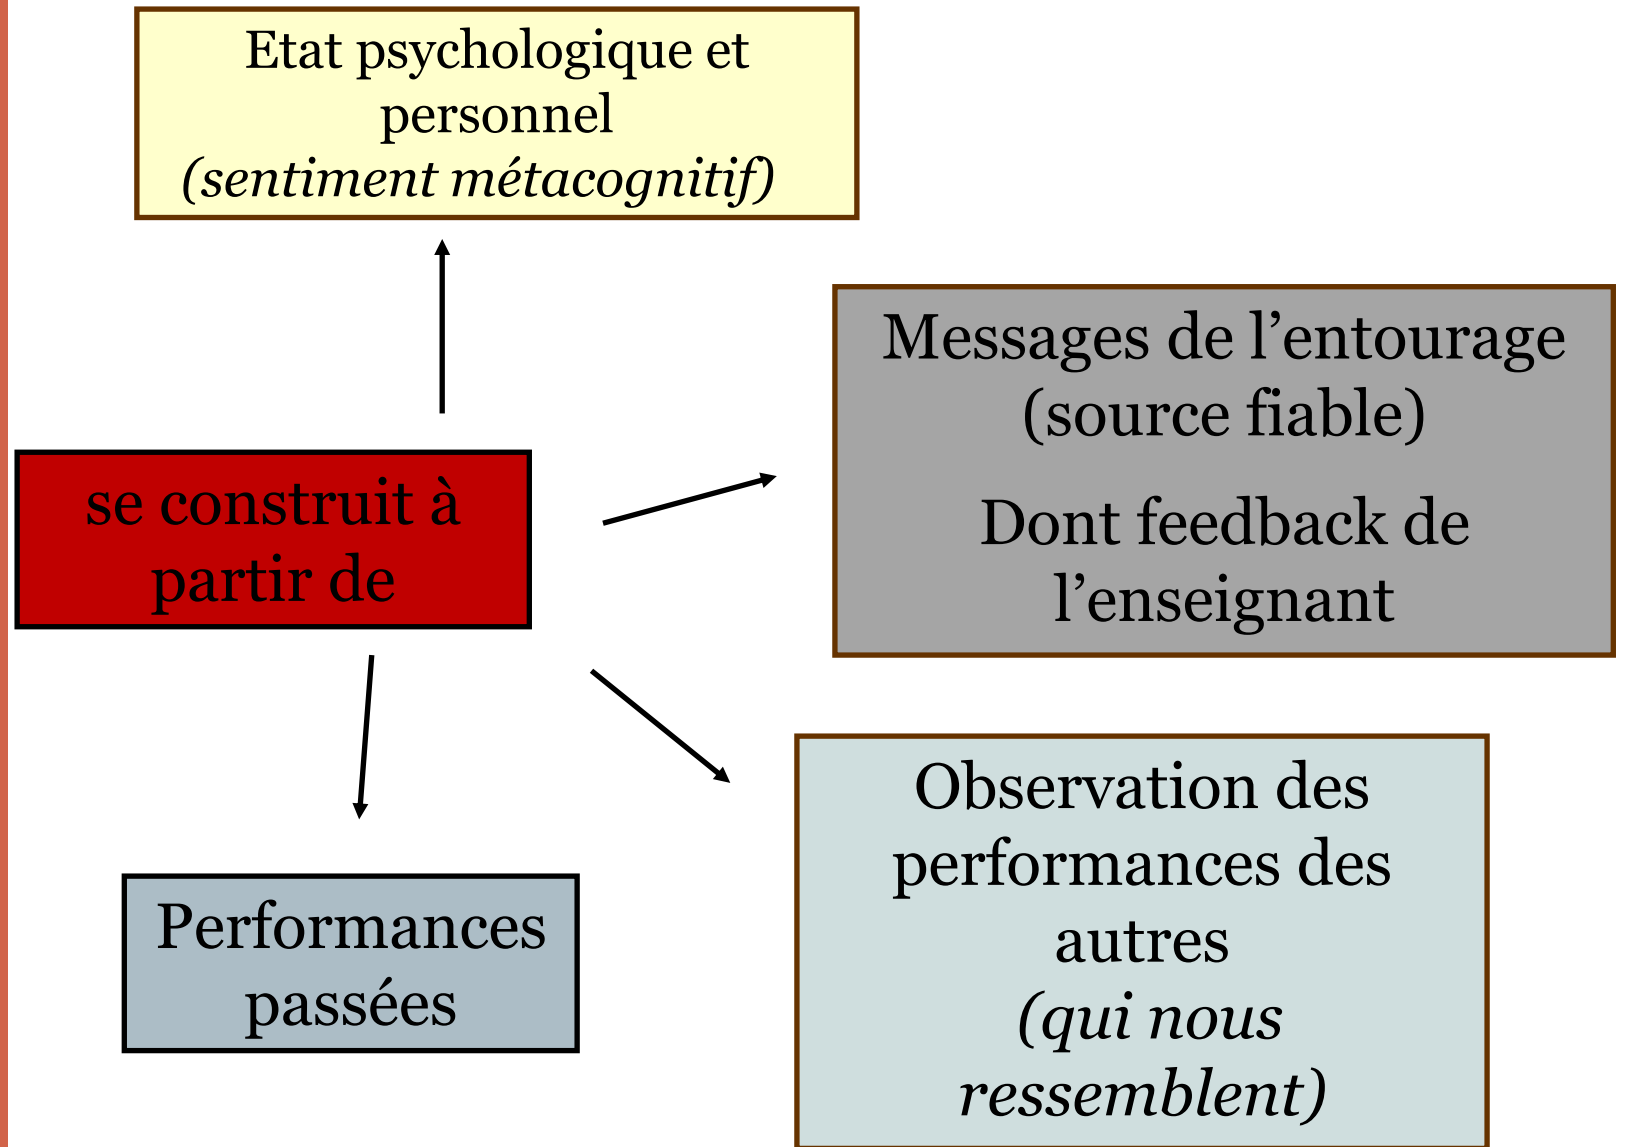 Etat psychologique et
personnel
(sentiment métacognitif)
Messages de l’entourage
(source fiable)
Dont feedback de
l’enseignant
se construit à
partir de
Observation des
performances des
autres
(qui nous
ressemblent)
Performances
passées